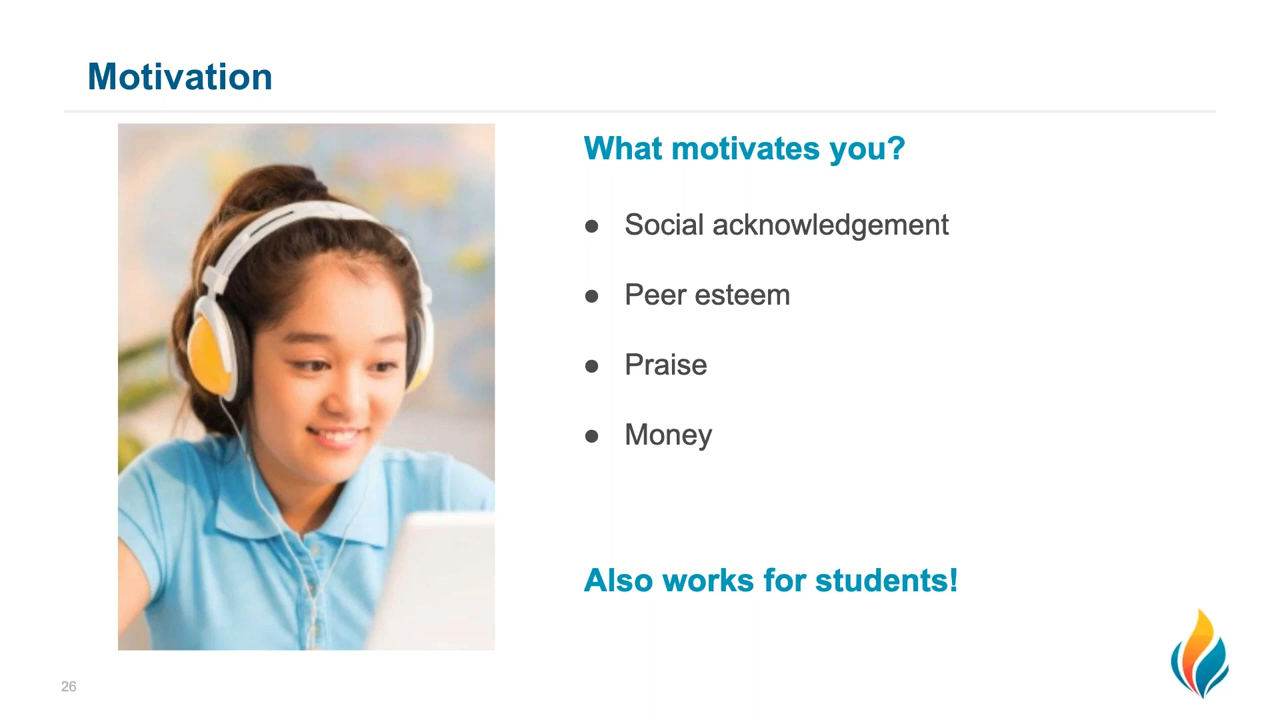 Motivation
What motivates you?
● Social acknowledgement
● Peer esteem
● Praise
● Money
Also works for students!
26